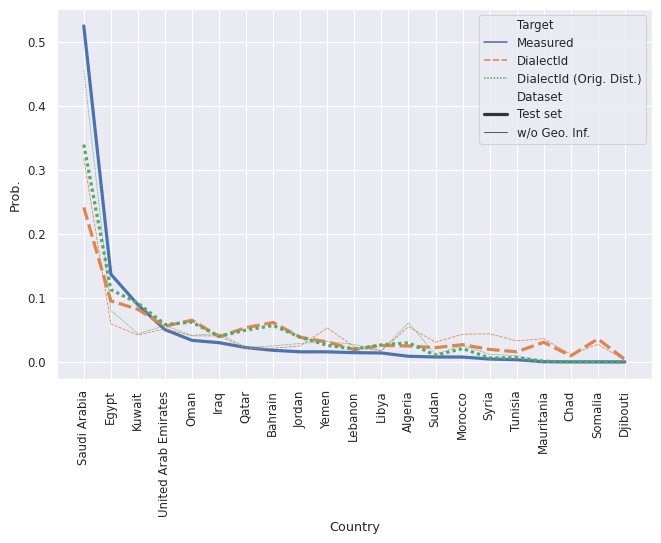 Target
Measured
DialectId
DialectId (Orig. Dist.)
Dataset
Test set
w/o Geo. Inf.
0.5
0.4
0.3
0.2
0.1
0.0
Prob.
Saudi Arabia
Egypt
Kuwait
United Arab Emirates
Oman
Iraq
Qatar
Bahrain
Jordan
Yemen
Lebanon
Libya
Algeria
Sudan
Morocco
Syria
Tunisia
Mauritania
Chad
Somalia
Djibouti
Country